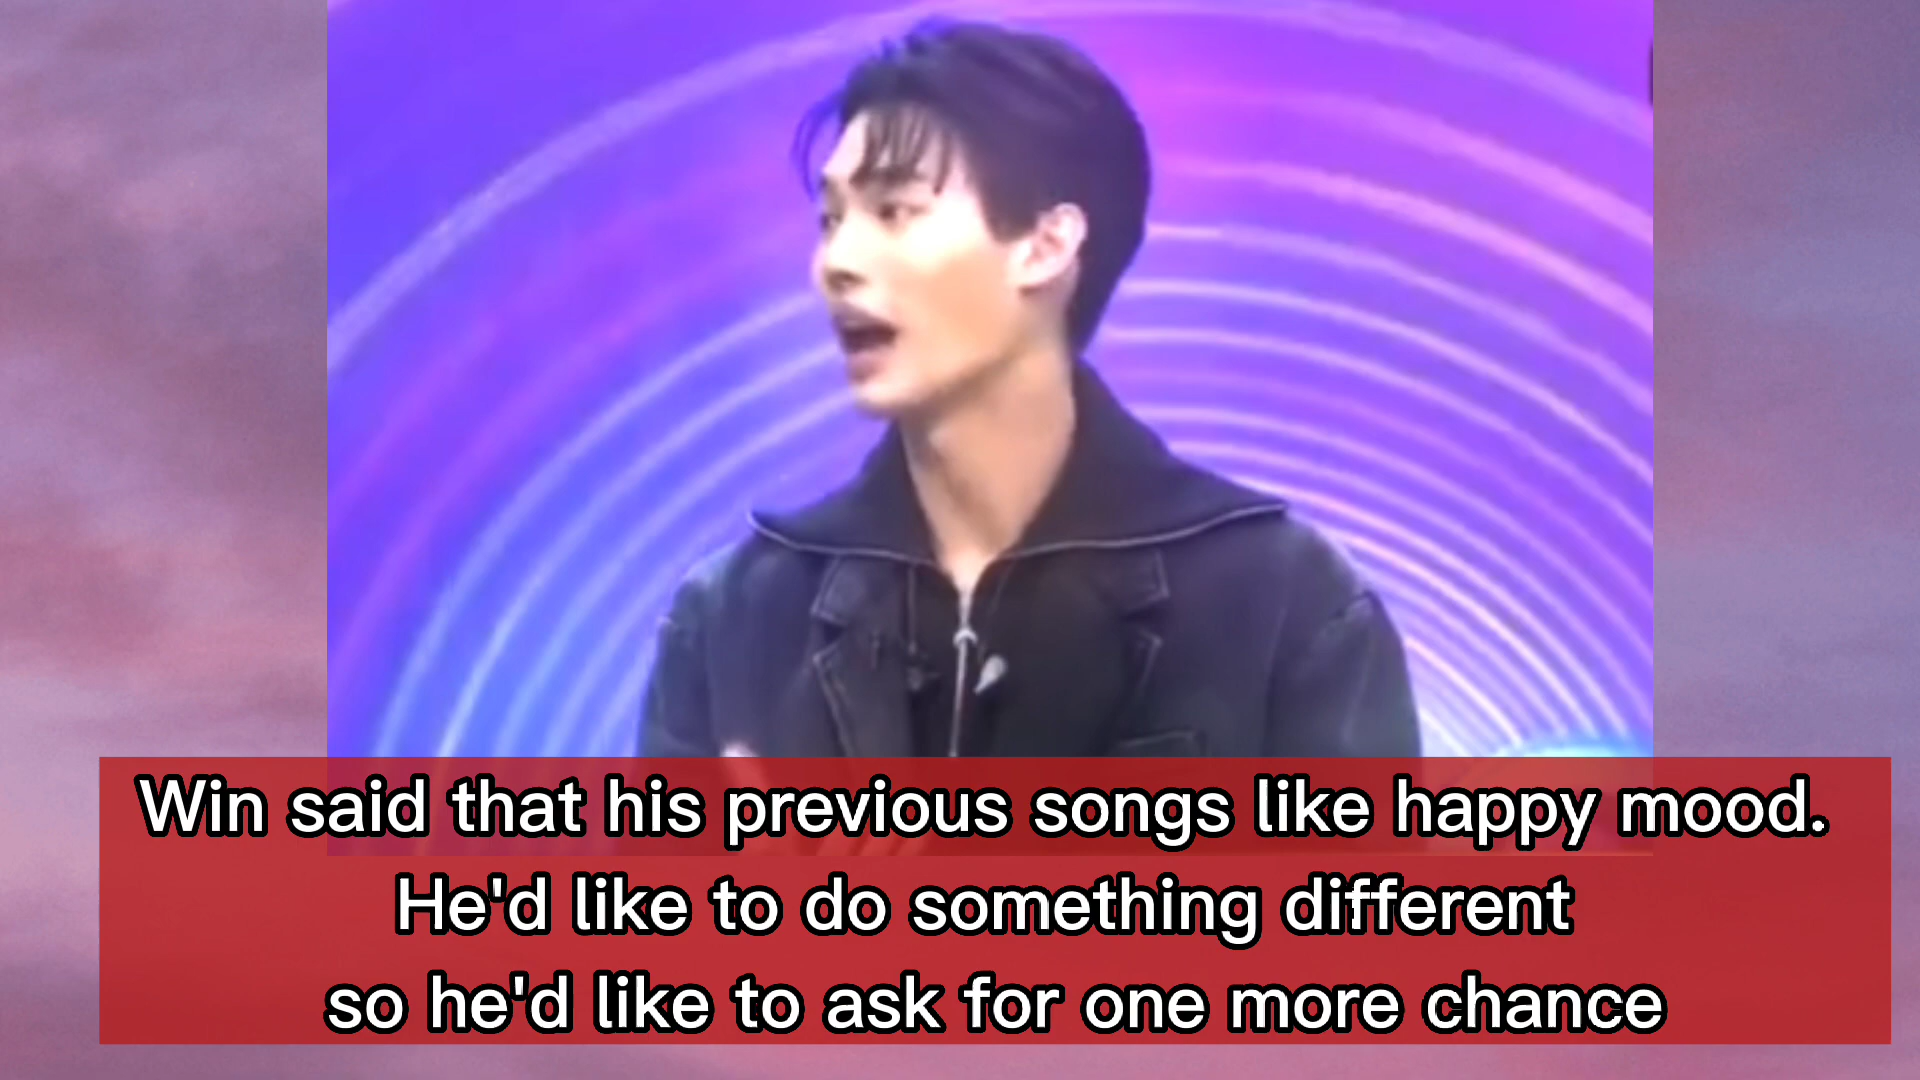 Win said that his previous songs like happy mood.
He'd like to do something different
so he'd like to ask for one more chance